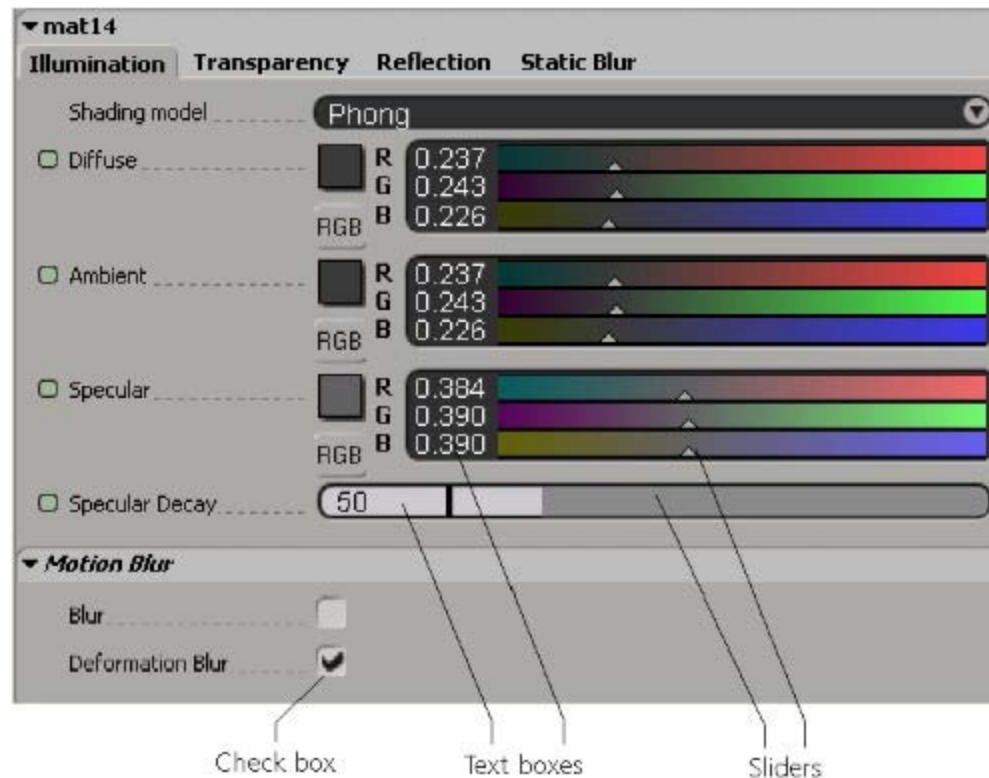 mat14
Illumination Transparency Reflection Static Blur
Shading model Phong
Diffuse R 0.237
G 0.243
RGB B 0.226
Ambient R 0.237
G 0.243
RGB B 0.226
Specular R 0.384
G 0.390
RGB B 0.390
Specular Decay 50
Motion Blur
Blur
Deformation Blur
Check box Text boxes Sliders